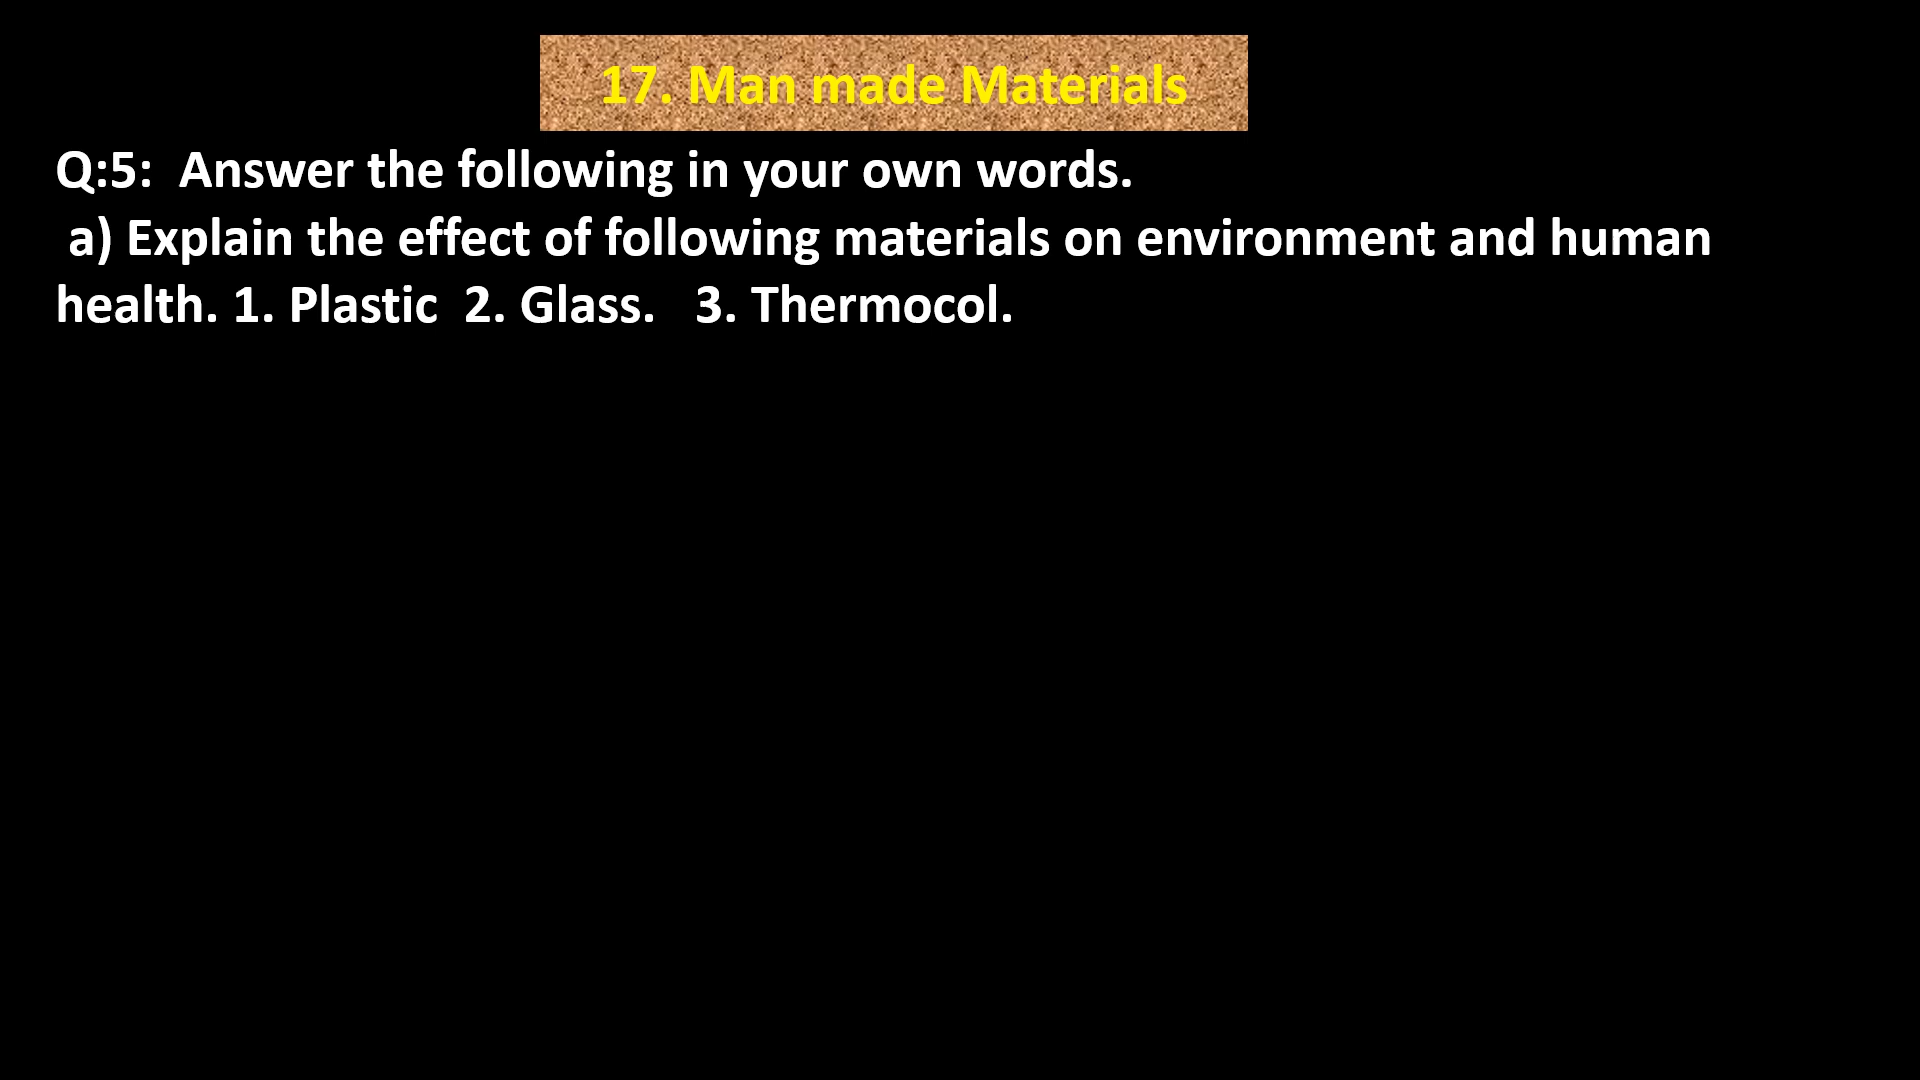 17. Man made Materials
Q:5:  Answer the following in your own words.
a) Explain the effect of following materials on environment and human
health. 1. Plastic  2. Glass.   3. Thermocol.